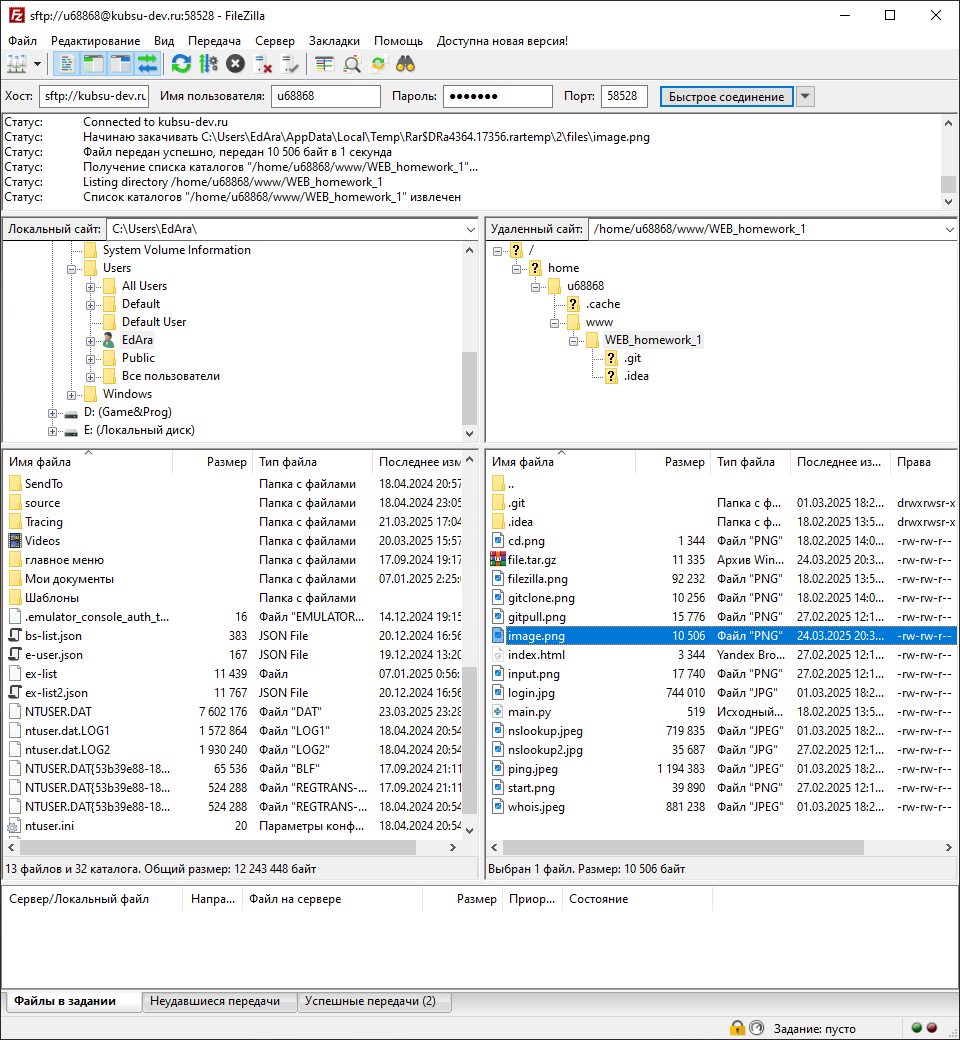 sftp://u68868@kubsu-dev.ru:58528 - FileZilla
Файл Редактирование Вид Передача Сервер Закладки Помощь Доступна новая версия!
Хост: sftp://kubsu-dev.ru Имя пользователя: u68868 Пароль: ●●●●●●● Порт: 58528 Быстрое соединение
Статус: Connected to kubsu-dev.ru
Статус: Начинаю закачивать C:\Users\EdAra\AppData\Local\Temp\Rar$DRa4364.17356.rartemp\2\files\image.png
Статус: Файл передан успешно, передан 10 506 байт в 1 секунда
Статус: Получение списка каталогов "/home/u68868/www/WEB_homework_1"...
Статус: Listing directory /home/u68868/www/WEB_homework_1
Статус: Список каталогов "/home/u68868/www/WEB_homework_1" извлечен
Локальный сайт: C:\Users\EdAra\
System Volume Information
Users
All Users
Default
Default User
EdAra
Public
Все пользователи
Windows
D: (Game&Prog)
E: (Локальный диск)
Удаленный сайт: /home/u68868/www/WEB_homework_1
/
home
u68868
.cache
www
WEB_homework_1
.git
.idea
Имя файла Размер Тип файла Последнее изм
SendTo Папка с файлами 18.04.2024 20:57
source Папка с файлами 18.04.2024 23:05
Tracing Папка с файлами 21.03.2025 17:04
Videos Папка с файлами 20.03.2025 15:57
главное меню Папка с файлами 17.09.2024 19:17
Мои документы Папка с файлами 07.01.2025 2:25:
Шаблоны Папка с файлами
.emulator_console_auth_t... 16 Файл "EMULATOR... 14.12.2024 19:15
bs-list.json 383 JSON File 20.12.2024 16:56
e-user.json 167 JSON File 19.12.2024 13:20
ex-list 11 439 Файл 07.01.2025 0:56:
ex-list2.json 11 767 JSON File 20.12.2024 16:56
NTUSER.DAT 7 602 176 Файл "DAT" 23.03.2025 23:28
ntuser.dat.LOG1 1 572 864 Файл "LOG1" 18.04.2024 20:54
ntuser.dat.LOG2 1 930 240 Файл "LOG2" 18.04.2024 20:54
NTUSER.DAT{53b39e88-18... 65 536 Файл "BLF" 17.09.2024 21:11
NTUSER.DAT{53b39e88-18... 524 288 Файл "REGTRANS-... 17.09.2024 21:11
NTUSER.DAT{53b39e88-18... 524 288 Файл "REGTRANS-... 18.04.2024 20:54
ntuser.ini 20 Параметры конф... 18.04.2024 20:54
13 файлов и 32 каталога. Общий размер: 12 243 448 байт
Имя файла Размер Тип файла Последнее из... Права
..
.git Папка с ф... 01.03.2025 18:2... drwxrwsr-x
.idea Папка с ф... 18.02.2025 13:5... drwxrwsr-x
cd.png 1 344 Файл "PNG" 18.02.2025 14:0... -rw-rw-r--
file.tar.gz 11 335 Архив Win... 24.03.2025 20:3... -rw-rw-r--
filezilla.png 92 232 Файл "PNG" 18.02.2025 13:5... -rw-rw-r--
gitclone.png 10 256 Файл "PNG" 18.02.2025 14:0... -rw-rw-r--
gitpull.png 15 776 Файл "PNG" 27.02.2025 12:1... -rw-rw-r--
image.png 10 506 Файл "PNG" 24.03.2025 20:3... -rw-rw-r--
index.html 3 344 Yandex Bro... 27.02.2025 12:1... -rw-rw-r--
input.png 17 740 Файл "PNG" 27.02.2025 12:1... -rw-rw-r--
login.jpg 744 010 Файл "JPG" 01.03.2025 18:2... -rw-rw-r--
main.py 519 Исходный... 18.02.2025 13:5... -rw-rw-r--
nslookup.jpeg 719 835 Файл "JPEG" 01.03.2025 18:2... -rw-rw-r--
nslookup2.jpg 35 687 Файл "JPG" 27.02.2025 12:1... -rw-rw-r--
ping.jpeg 1 194 383 Файл "JPEG" 01.03.2025 18:2... -rw-rw-r--
start.png 39 890 Файл "PNG" 27.02.2025 12:1... -rw-rw-r--
whois.jpeg 881 238 Файл "JPEG" 01.03.2025 18:2... -rw-rw-r--
Выбран 1 файл. Размер: 10 506 байт
Сервер/Локальный файл Напра... Файл на сервере Размер Приор... Состояние
Файлы в задании Неудавшиеся передачи Успешные передачи (2)
Задание: пусто